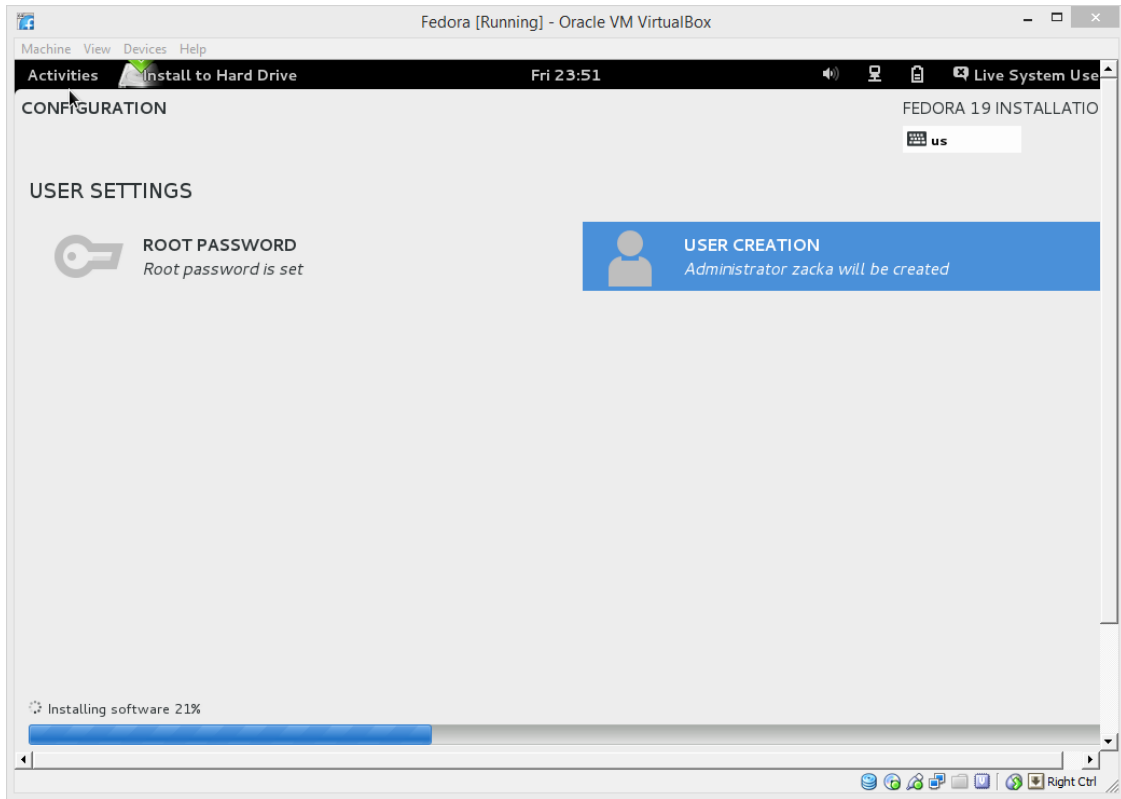 Fedora [Running] - Oracle VM VirtualBox
Machine View Devices Help
Activities Install to Hard Drive Fri 23:51 Live System Use
CONFIGURATION FEDORA 19 INSTALLATIO
us
USER SETTINGS
ROOT PASSWORD
Root password is set
USER CREATION
Administrator zacka will be created
Installing software 21%
Right Ctrl